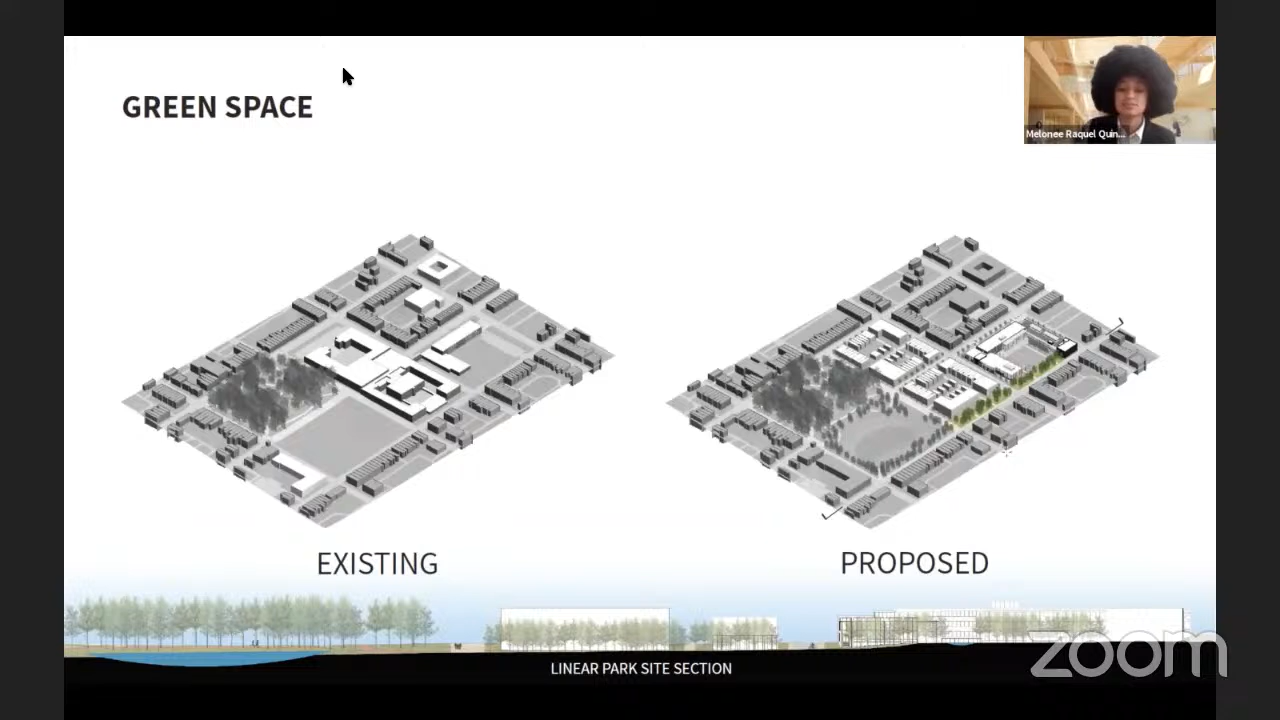 GREEN SPACE
Melonee Raquel Quin...
EXISTING
PROPOSED
LINEAR PARK SITE SECTION
zoom